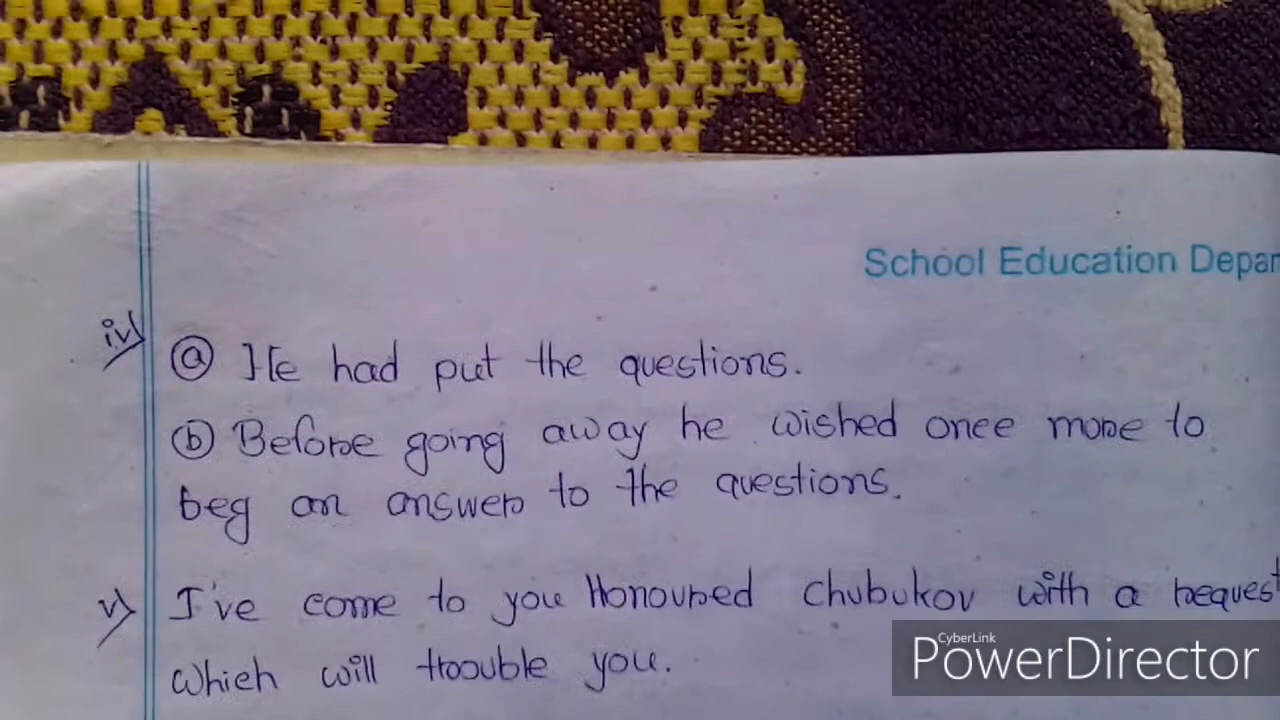 School Education Depar
iv) (a) He had put the questions.
(b) Before going away he wished once more to
beg an answer to the questions.
v) I've come to you Honoured Chubukov with a request
which will trouble you.
CyberLink
PowerDirector